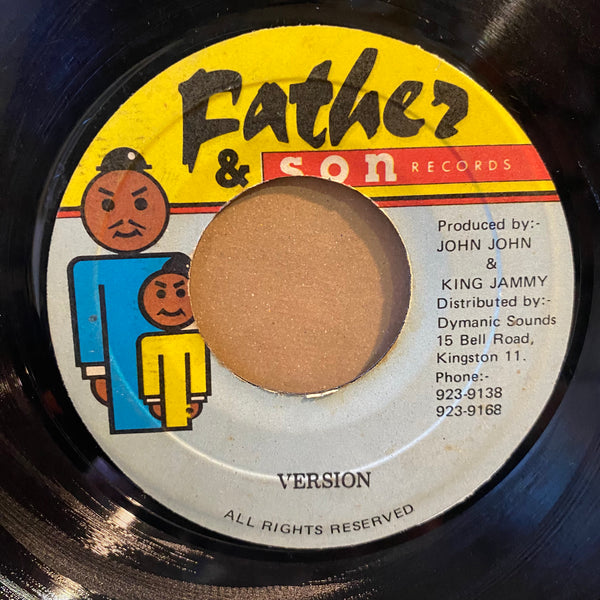 Father
& son RECORDS
Produced by:-
JOHN JOHN
&
KING JAMMY
Distributed by:-
Dymanic Sounds
15 Bell Road,
Kingston 11.
Phone:-
923-9138
923-9168
VERSION
ALL RIGHTS RESERVED